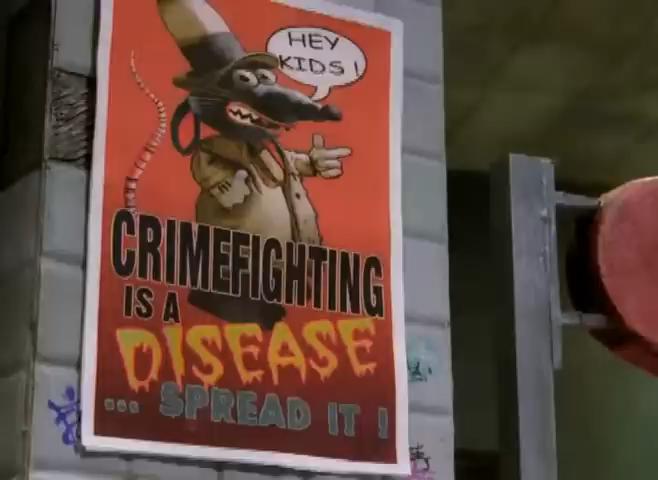 HEY
KIDS!
CRIMEFIGHTING
IS A
DISEASE
... SPREAD IT!